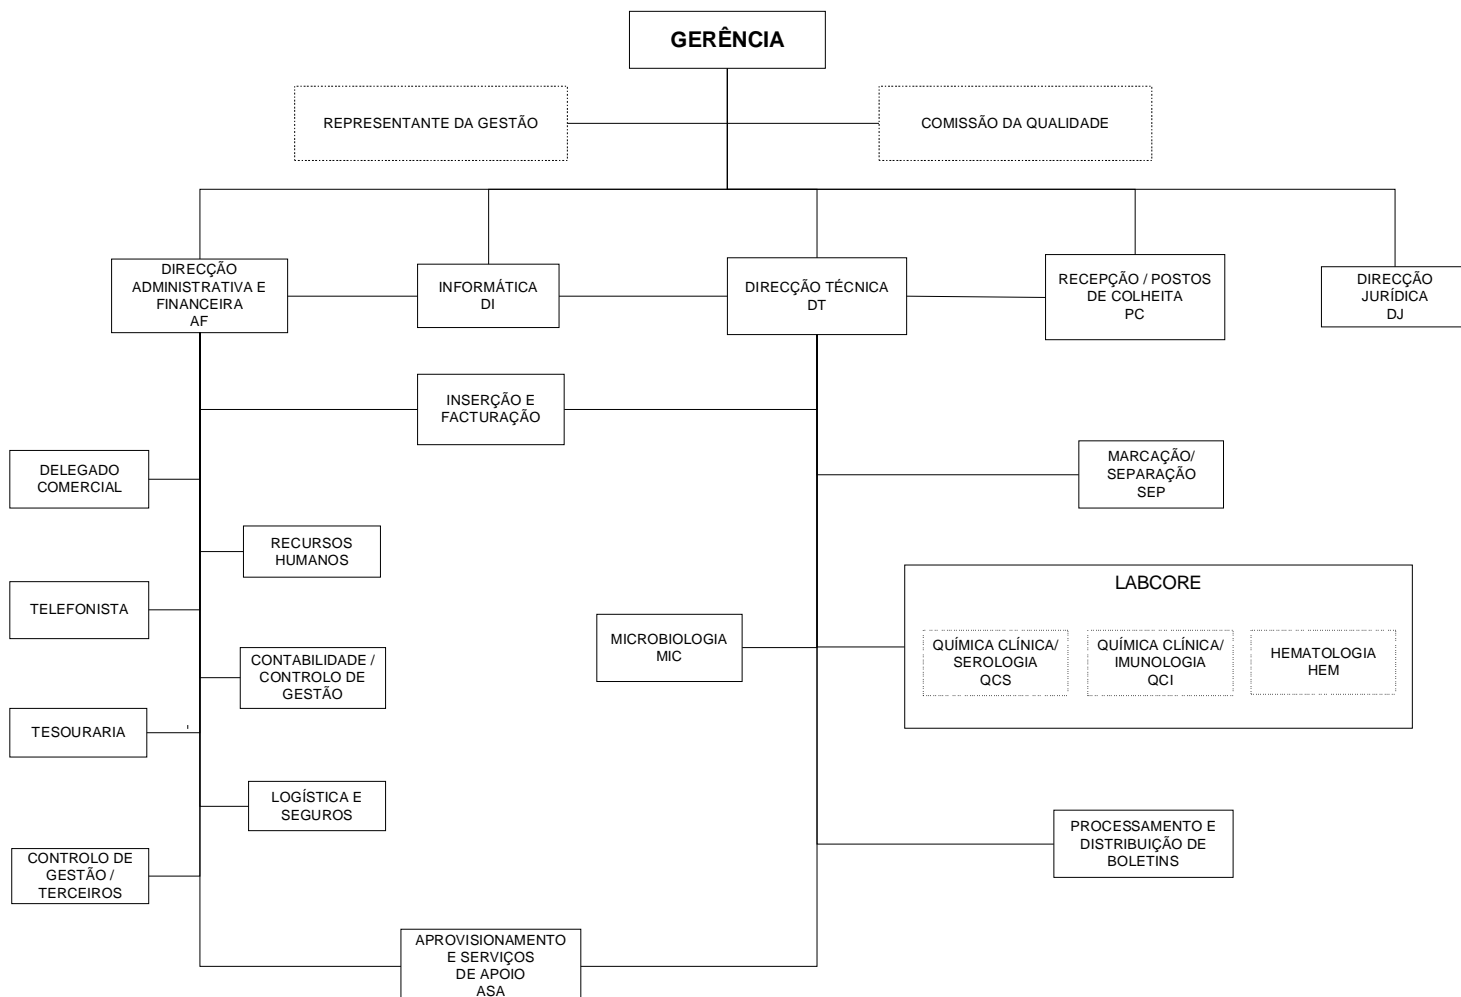 GERÊNCIA
REPRESENTANTE DA GESTÃO
COMISSÃO DA QUALIDADE
DIRECÇÃO
ADMINISTRATIVA E
FINANCEIRA
AF
INFORMÁTICA
DI
DIRECÇÃO TÉCNICA
DT
RECEPÇÃO / POSTOS
DE COLHEITA
PC
DIRECÇÃO
JURÍDICA
DJ
INSERÇÃO E
FACTURAÇÃO
DELEGADO
COMERCIAL
MARCAÇÃO/
SEPARAÇÃO
SEP
RECURSOS
HUMANOS
TELEFONISTA
MICROBIOLOGIA
MIC
LABCORE
QUÍMICA CLÍNICA/
SEROLOGIA
QCS
QUÍMICA CLÍNICA/
IMUNOLOGIA
QCI
HEMATOLOGIA
HEM
CONTABILIDADE /
CONTROLO DE
GESTÃO
TESOURARIA
LOGÍSTICA E
SEGUROS
PROCESSAMENTO E
DISTRIBUIÇÃO DE
BOLETINS
CONTROLO DE
GESTÃO /
TERCEIROS
APROVISIONAMENTO
E SERVIÇOS
DE APOIO
ASA